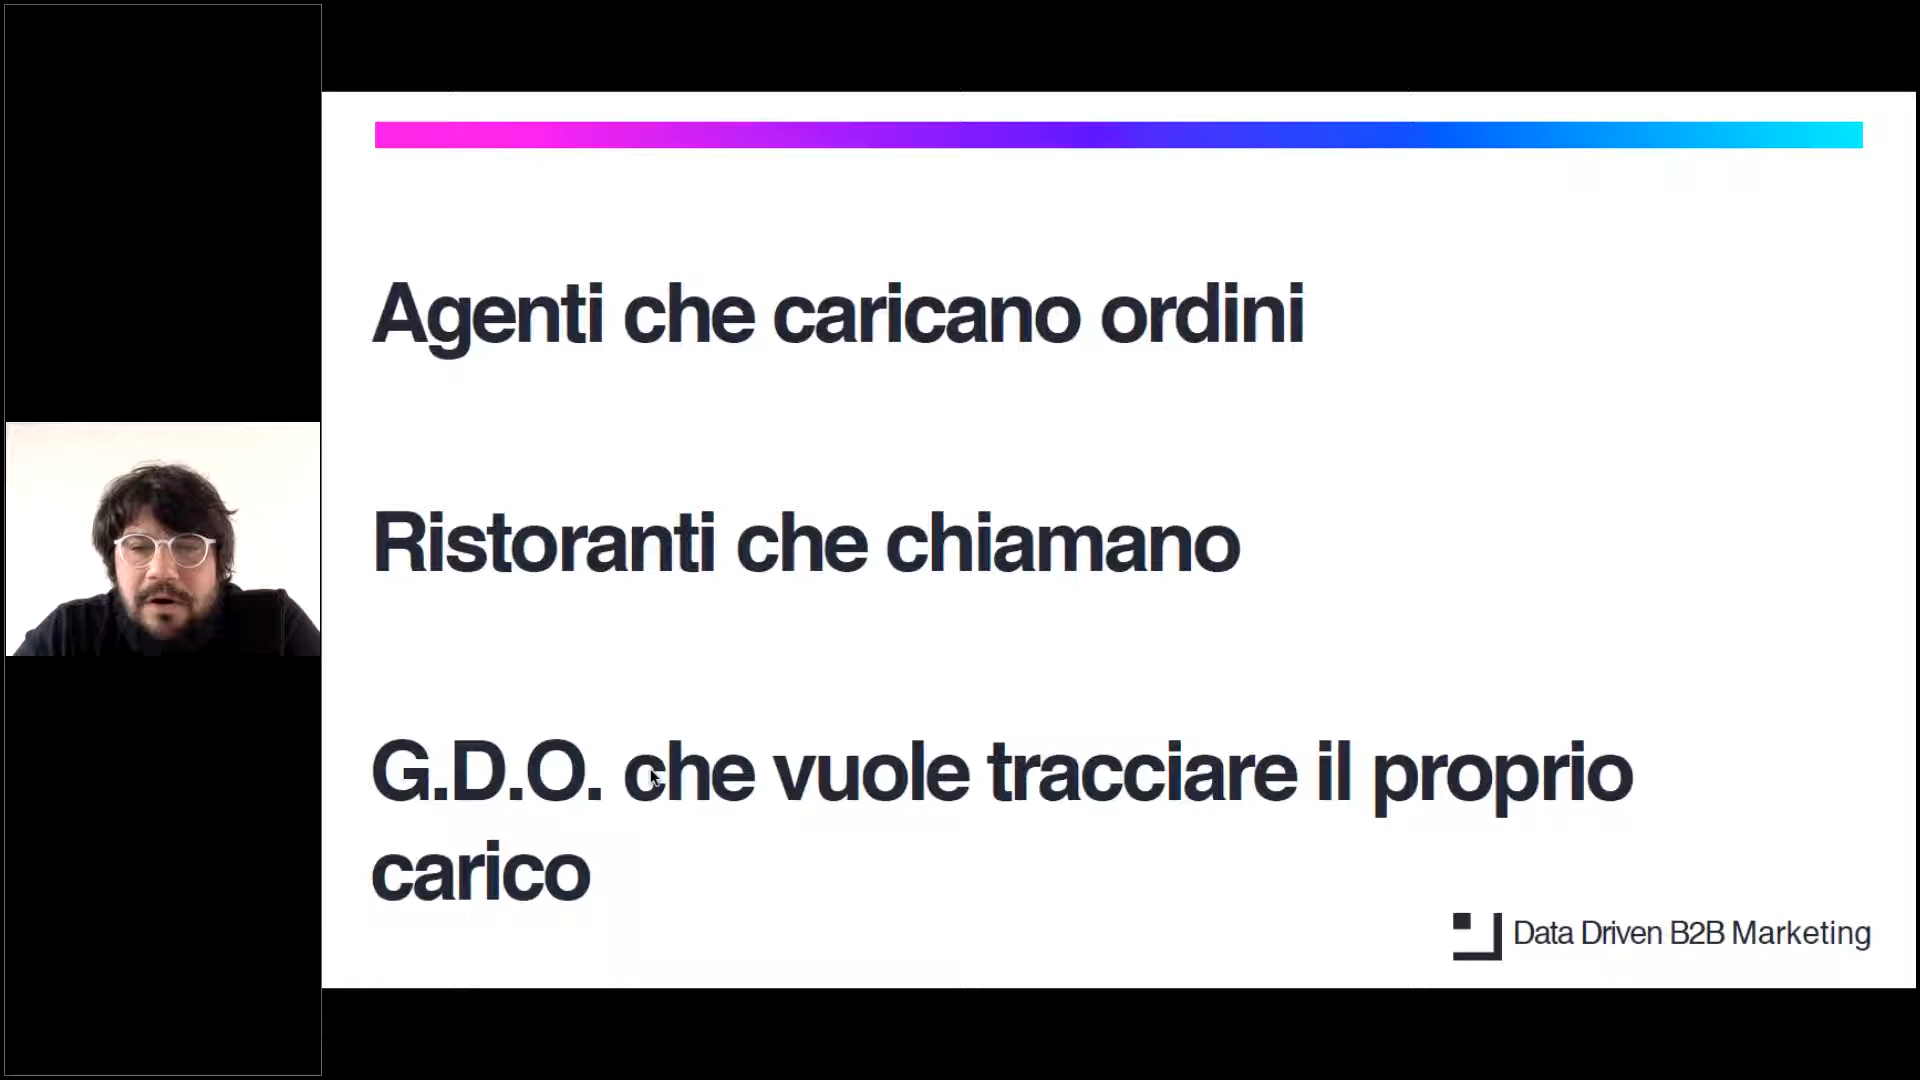 Agenti che caricano ordini
Ristoranti che chiamano
G.D.O. che vuole tracciare il proprio
carico
Data Driven B2B Marketing